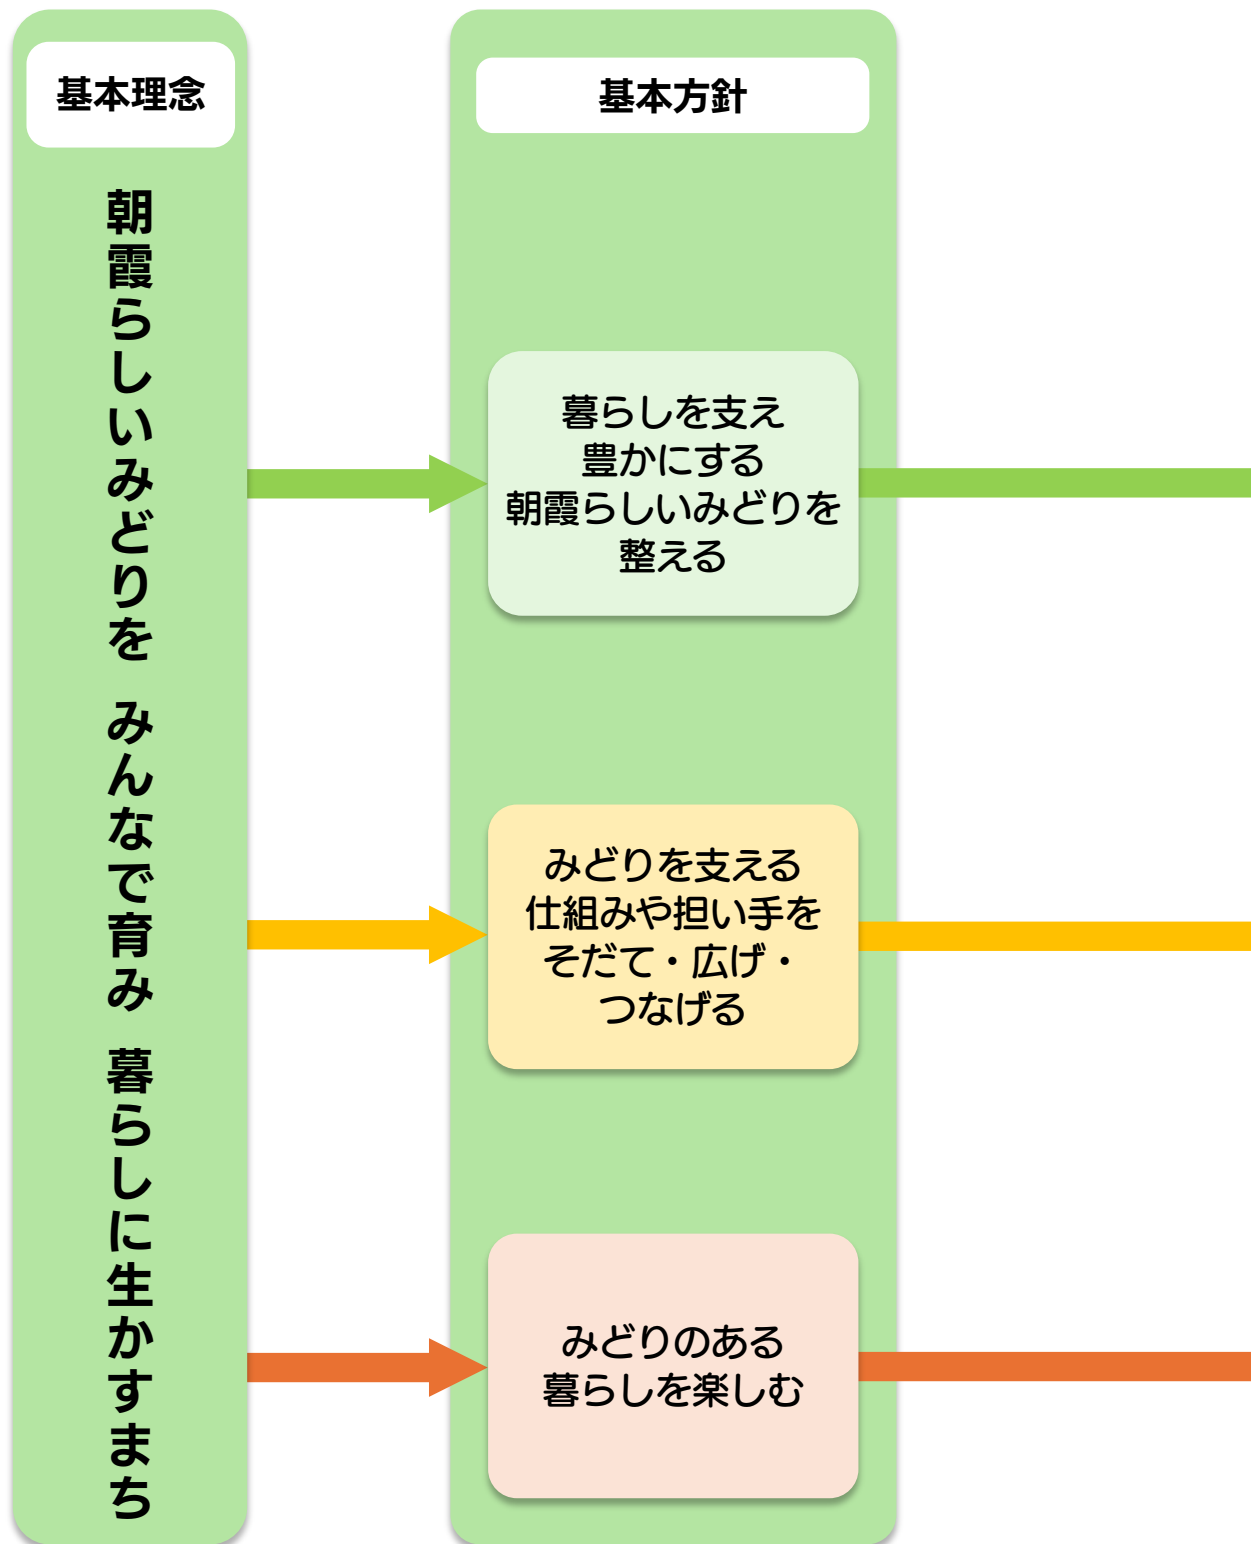 基本理念
朝霞らしいみどりを みんなで育み 暮らしに生かすまち
基本方針
暮らしを支え
豊かにする
朝霞らしいみどりを
整える
みどりを支える
仕組みや担い手を
そだて・広げ・
つなげる
みどりのある
暮らしを楽しむ